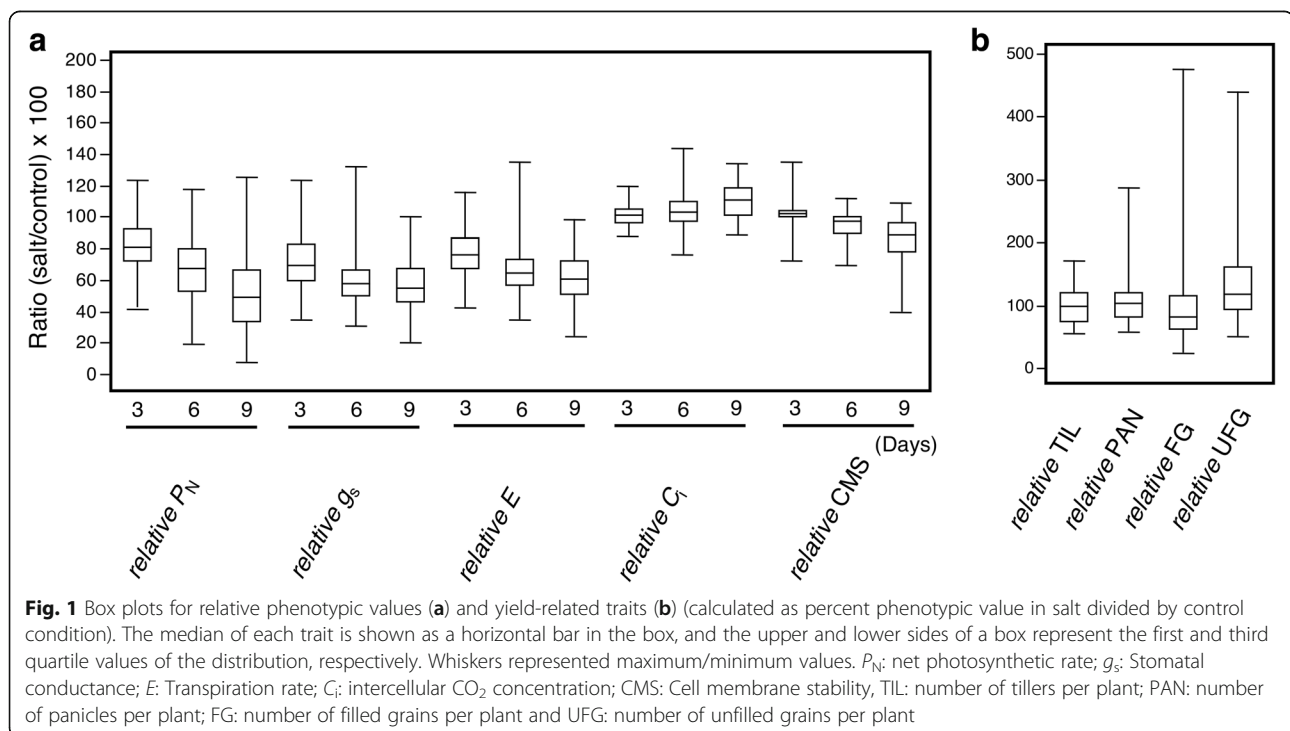 a
b
Ratio (salt/control) x 100
200
180
160
140
120
100
80
60
40
20
0
3 6 9 3 6 9 3 6 9 3 6 9 3 6 9
(Days)
relative PN
relative gs
relative E
relative Ci
relative CMS
500
400
300
200
100
0
relative TIL
relative PAN
relative FG
relative UFG
Fig. 1 Box plots for relative phenotypic values (a) and yield-related traits (b) (calculated as percent phenotypic value in salt divided by control
condition). The median of each trait is shown as a horizontal bar in the box, and the upper and lower sides of a box represent the first and third
quartile values of the distribution, respectively. Whiskers represented maximum/minimum values. PN: net photosynthetic rate; gs: Stomatal
conductance; E: Transpiration rate; Ci: intercellular CO2 concentration; CMS: Cell membrane stability, TIL: number of tillers per plant; PAN: number
of panicles per plant; FG: number of filled grains per plant and UFG: number of unfilled grains per plant